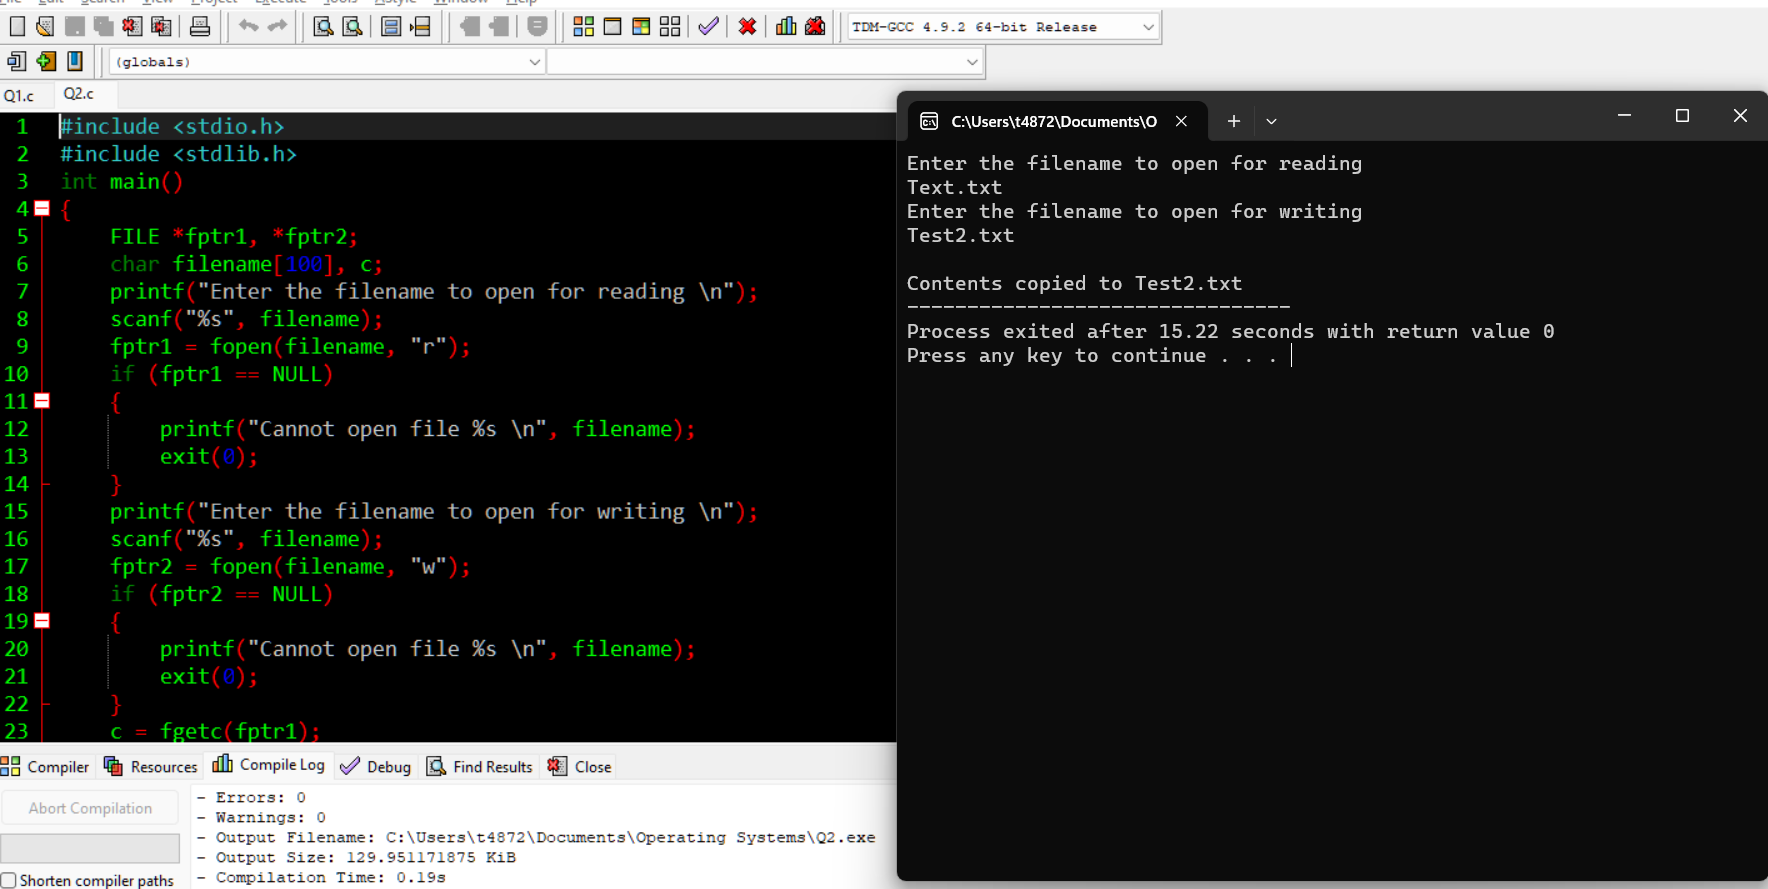 TDM-GCC 4.9.2 64-bit Release
(globals)
Q1.c
Q2.c
1 #include <stdio.h>
2 #include <stdlib.h>
3 int main()
4 {
5 FILE *fptr1, *fptr2;
6 char filename[100], c;
7 printf("Enter the filename to open for reading \n");
8 scanf("%s", filename);
9 fptr1 = fopen(filename, "r");
10 if (fptr1 == NULL)
11 {
12 printf("Cannot open file %s \n", filename);
13 exit(0);
14 }
15 printf("Enter the filename to open for writing \n");
16 scanf("%s", filename);
17 fptr2 = fopen(filename, "w");
18 if (fptr2 == NULL)
19 {
20 printf("Cannot open file %s \n", filename);
21 exit(0);
22 }
23 c = fgetc(fptr1);
C:\Users\t4872\Documents\O
Enter the filename to open for reading
Text.txt
Enter the filename to open for writing
Test2.txt
Contents copied to Test2.txt
--------------------------------
Process exited after 15.22 seconds with return value 0
Press any key to continue . . .
Compiler
Resources
Compile Log
Debug
Find Results
Close
Abort Compilation
Shorten compiler paths
- Errors: 0
- Warnings: 0
- Output Filename: C:\Users\t4872\Documents\Operating Systems\Q2.exe
- Output Size: 129.951171875 KiB
- Compilation Time: 0.19s